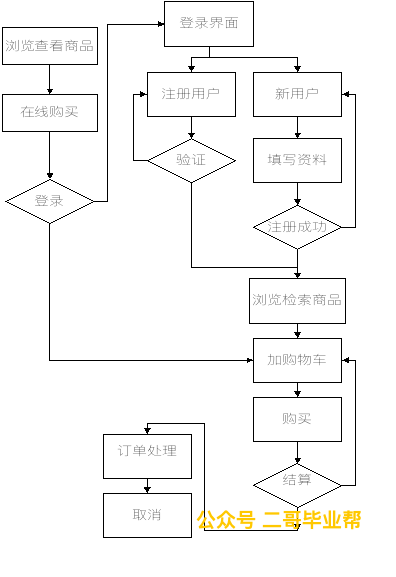 浏览查看商品
在线购买
登录
登录界面
注册用户
新用户
验证
填写资料
注册成功
浏览检索商品
加购物车
购买
结算
订单处理
取消
公众号 二哥毕业帮